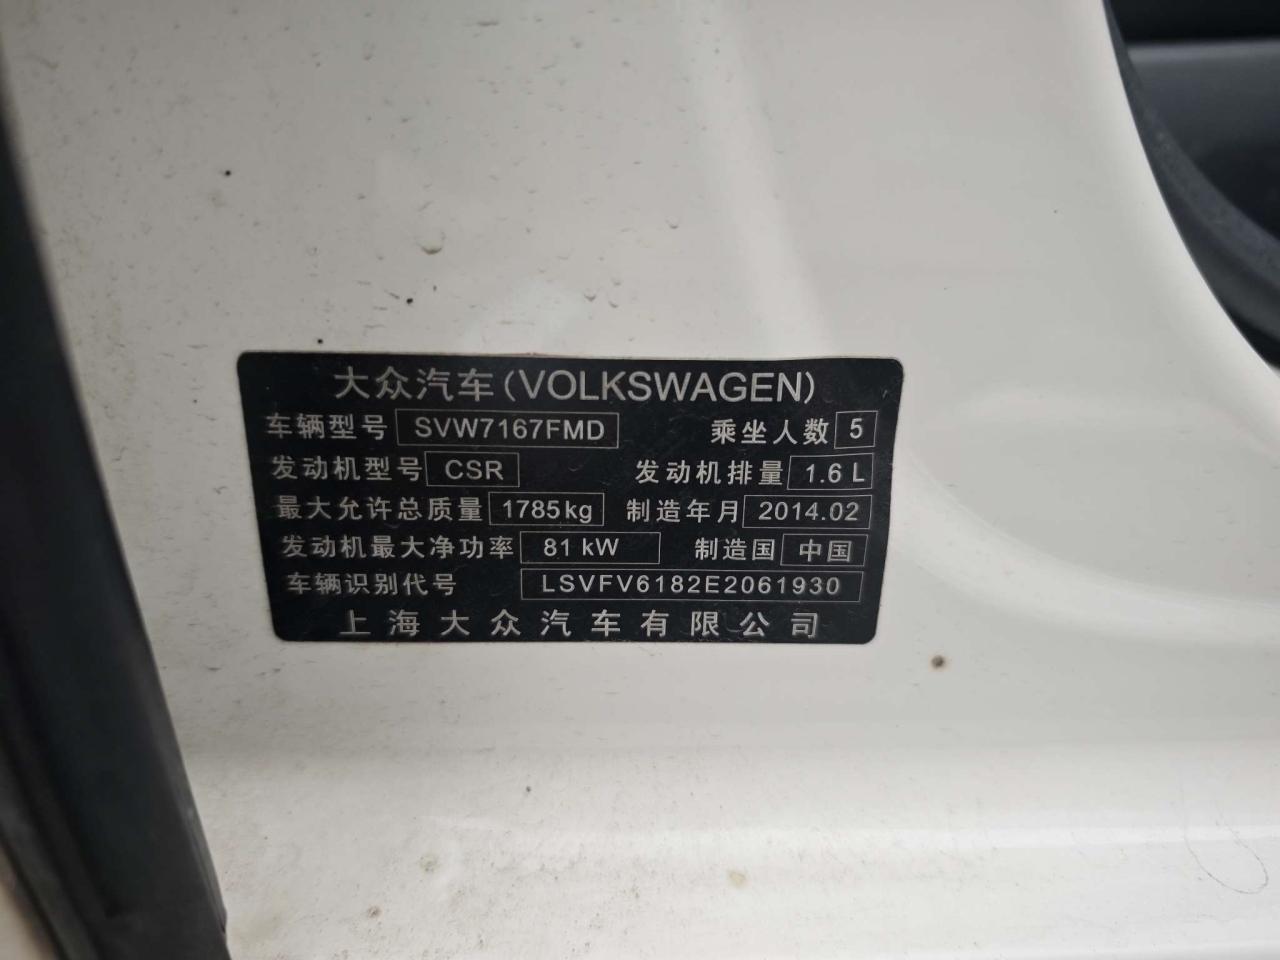 大众汽车(VOLKSWAGEN)
车辆型号 SVW7167FMD 乘坐人数 5
发动机型号 CSR 发动机排量 1.6 L
最大允许总质量 1785kg 制造年月 2014.02
发动机最大净功率 81 kW 制造国 中国
车辆识别代号 LSVFV6182E2061930
上海大众汽车有限公司